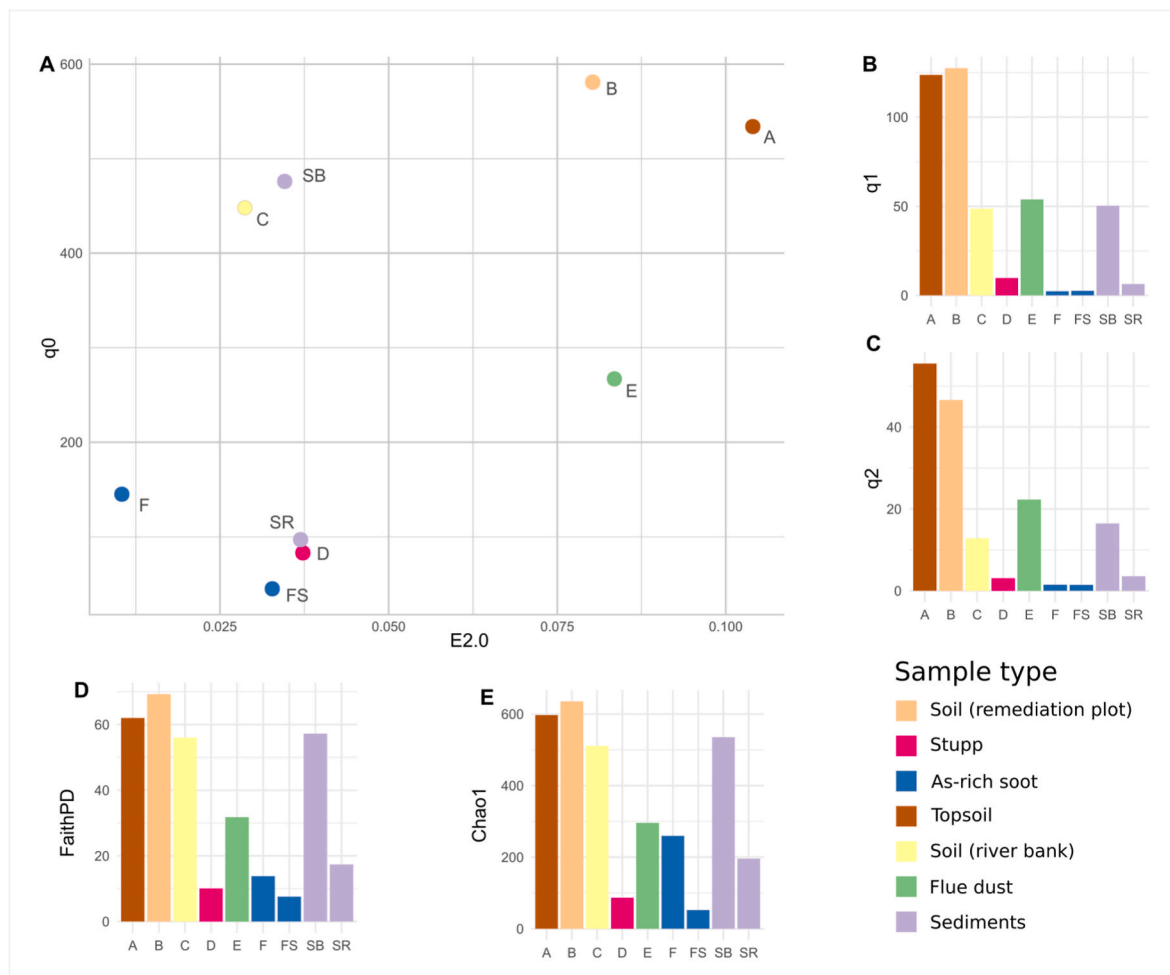 A
600
400
200
q0
B
A
SB
C
E
F
SR
D
FS
0.025 0.050 0.075 0.100
E2.0
B
100
50
0
q1
A B C D E F FS SB SR
C
40
20
0
q2
A B C D E F FS SB SR
D
60
40
20
0
FaithPD
A B C D E F FS SB SR
E
600
400
200
0
Chao1
A B C D E F FS SB SR
Sample type
Soil (remediation plot)
Stupp
As-rich soot
Topsoil
Soil (river bank)
Flue dust
Sediments